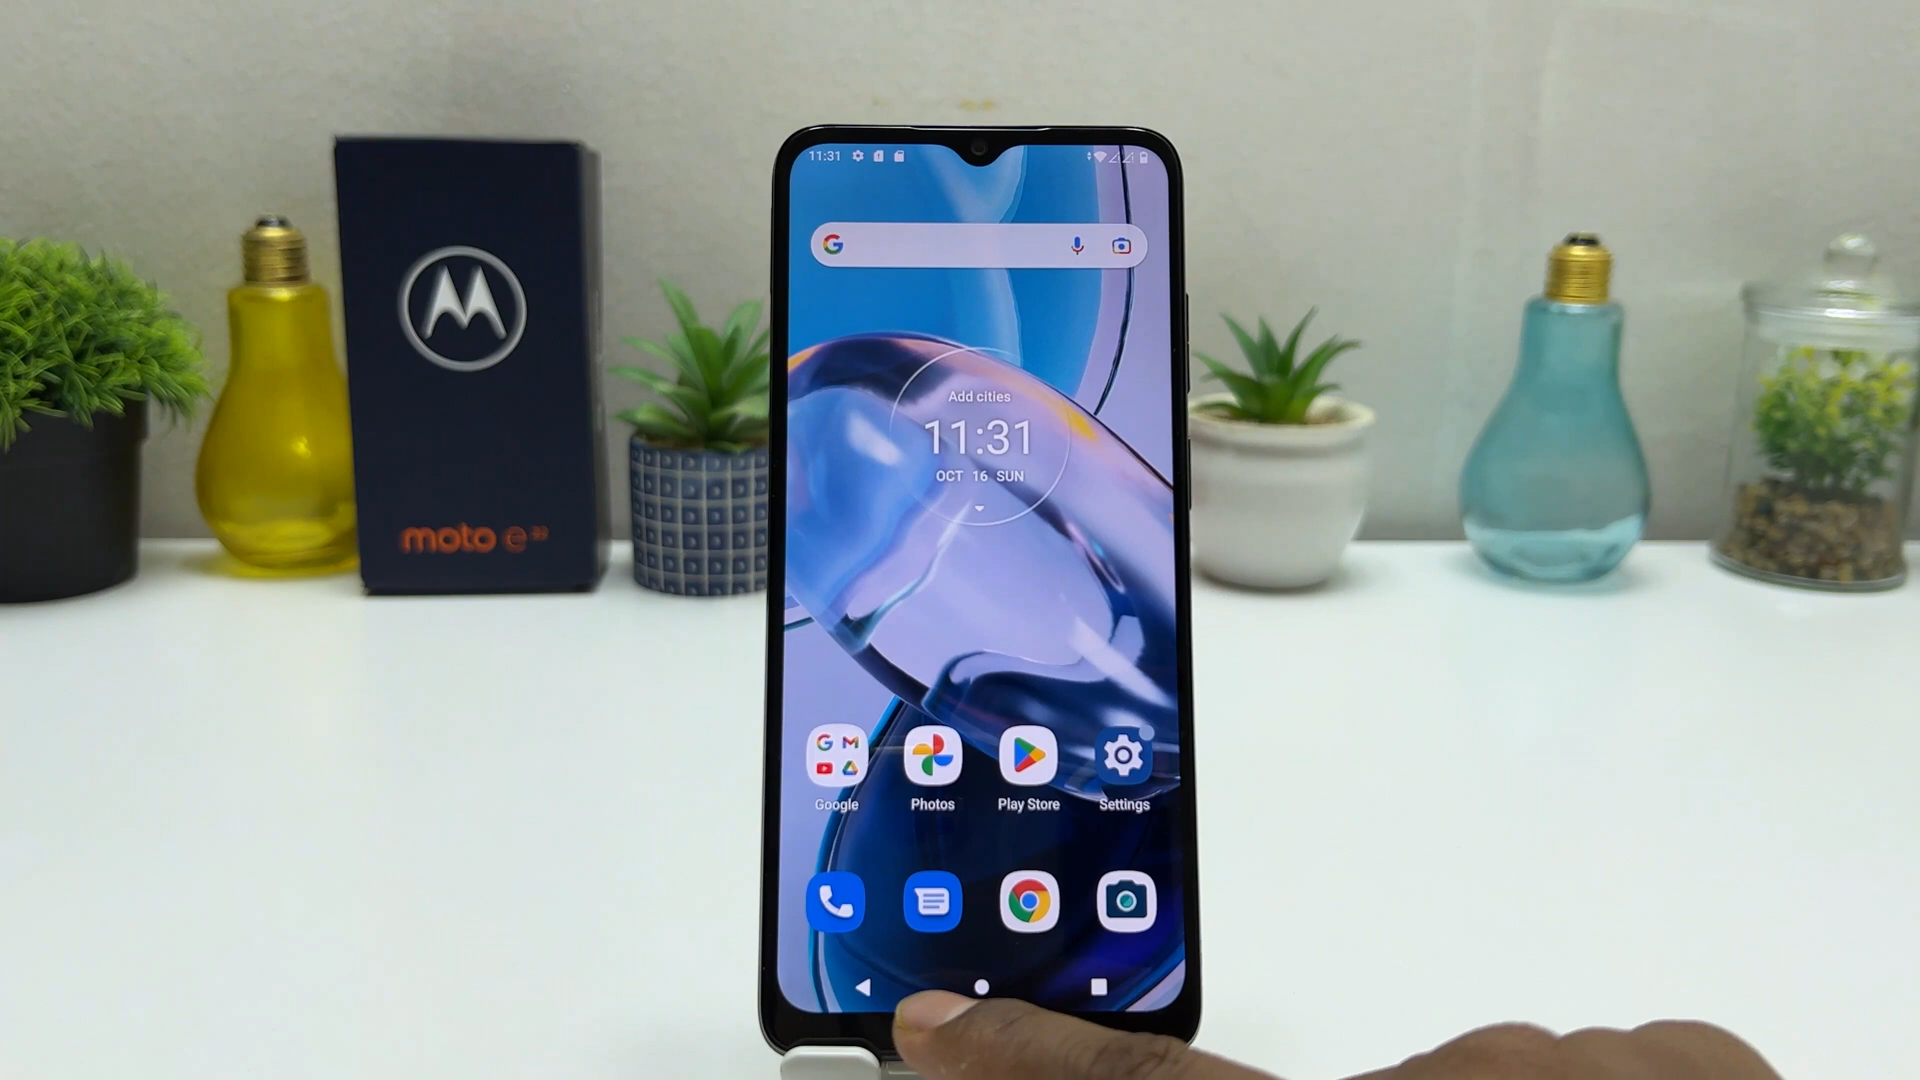 moto e
11:31
Add cities
11:31
OCT 16 SUN
Google
Photos
Play Store
Settings